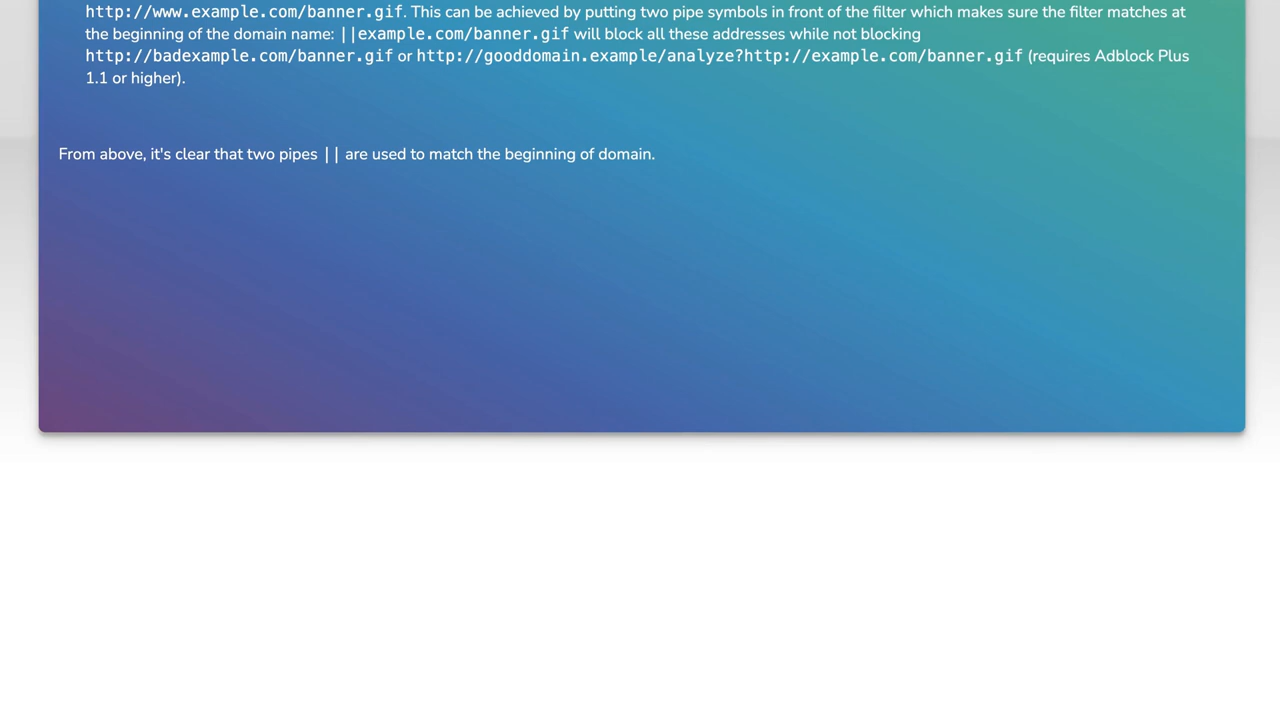 http://www.example.com/banner.gif. This can be achieved by putting two pipe symbols in front of the filter which makes sure the filter matches at
the beginning of the domain name: ||example.com/banner.gif will block all these addresses while not blocking
http://badexample.com/banner.gif or http://gooddomain.example/analyze?http://example.com/banner.gif (requires Adblock Plus
1.1 or higher).
From above, it's clear that two pipes || are used to match the beginning of domain.